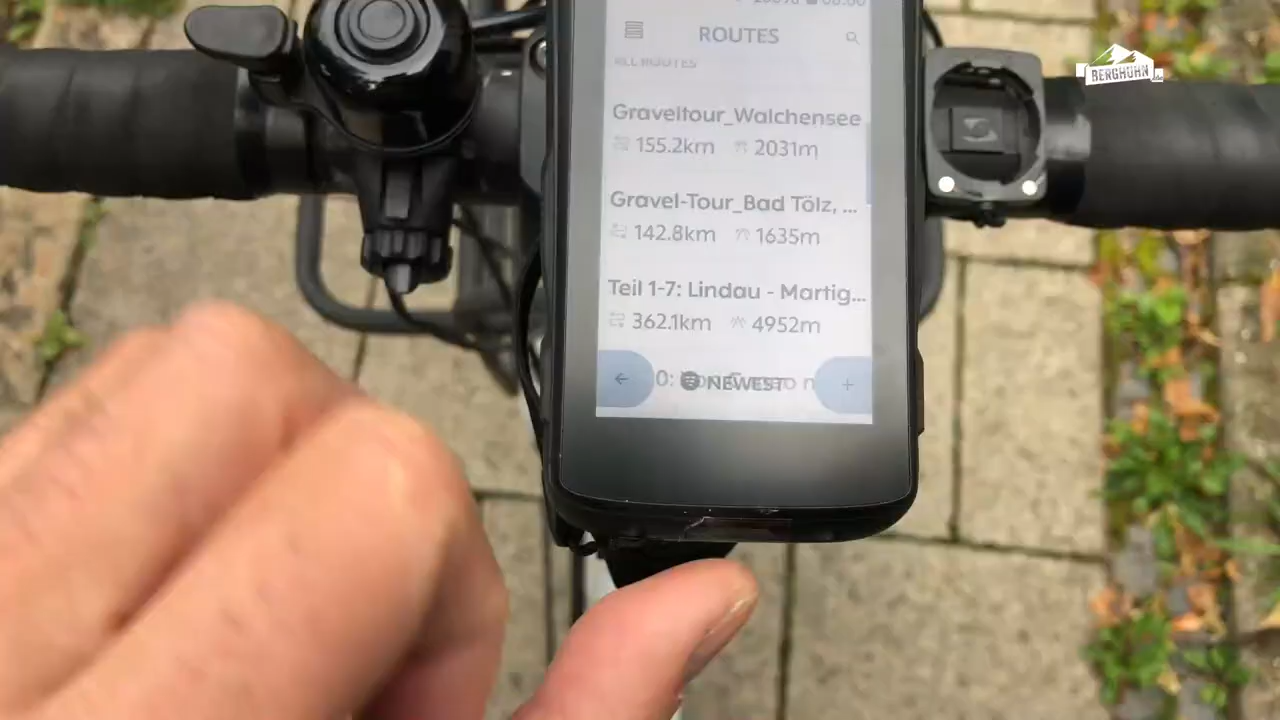 ROUTES
BERGHUHN
ALL ROUTES
Graveltour_Walchensee
155.2km 2031m
Gravel-Tour_Bad Tölz, ...
142.8km 1635m
Teil 1-7: Lindau - Martig...
362.1km 4952m
NEWEST